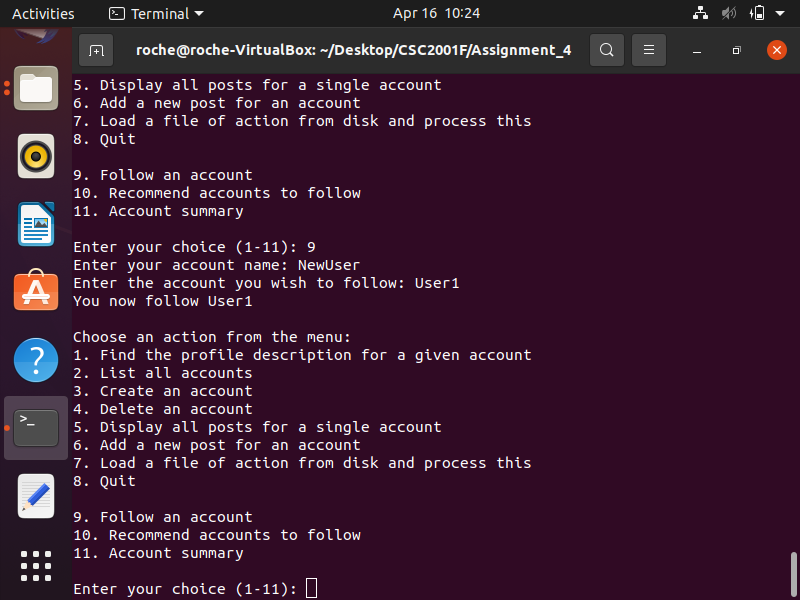 Activities
Terminal
Apr 16 10:24
roche@roche-VirtualBox: ~/Desktop/CSC2001F/Assignment_4
5. Display all posts for a single account
6. Add a new post for an account
7. Load a file of action from disk and process this
8. Quit
9. Follow an account
10. Recommend accounts to follow
11. Account summary
Enter your choice (1-11): 9
Enter your account name: NewUser
Enter the account you wish to follow: User1
You now follow User1
Choose an action from the menu:
1. Find the profile description for a given account
2. List all accounts
3. Create an account
4. Delete an account
5. Display all posts for a single account
6. Add a new post for an account
7. Load a file of action from disk and process this
8. Quit
9. Follow an account
10. Recommend accounts to follow
11. Account summary
Enter your choice (1-11):